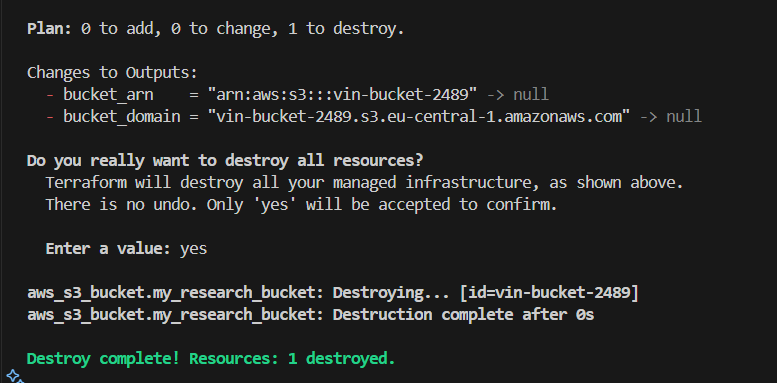 Plan: 0 to add, 0 to change, 1 to destroy.
Changes to Outputs:
- bucket_arn    = "arn:aws:s3:::vin-bucket-2489" -> null
- bucket_domain = "vin-bucket-2489.s3.eu-central-1.amazonaws.com" -> null
Do you really want to destroy all resources?
Terraform will destroy all your managed infrastructure, as shown above.
There is no undo. Only 'yes' will be accepted to confirm.
Enter a value: yes
aws_s3_bucket.my_research_bucket: Destroying... [id=vin-bucket-2489]
aws_s3_bucket.my_research_bucket: Destruction complete after 0s
Destroy complete! Resources: 1 destroyed.